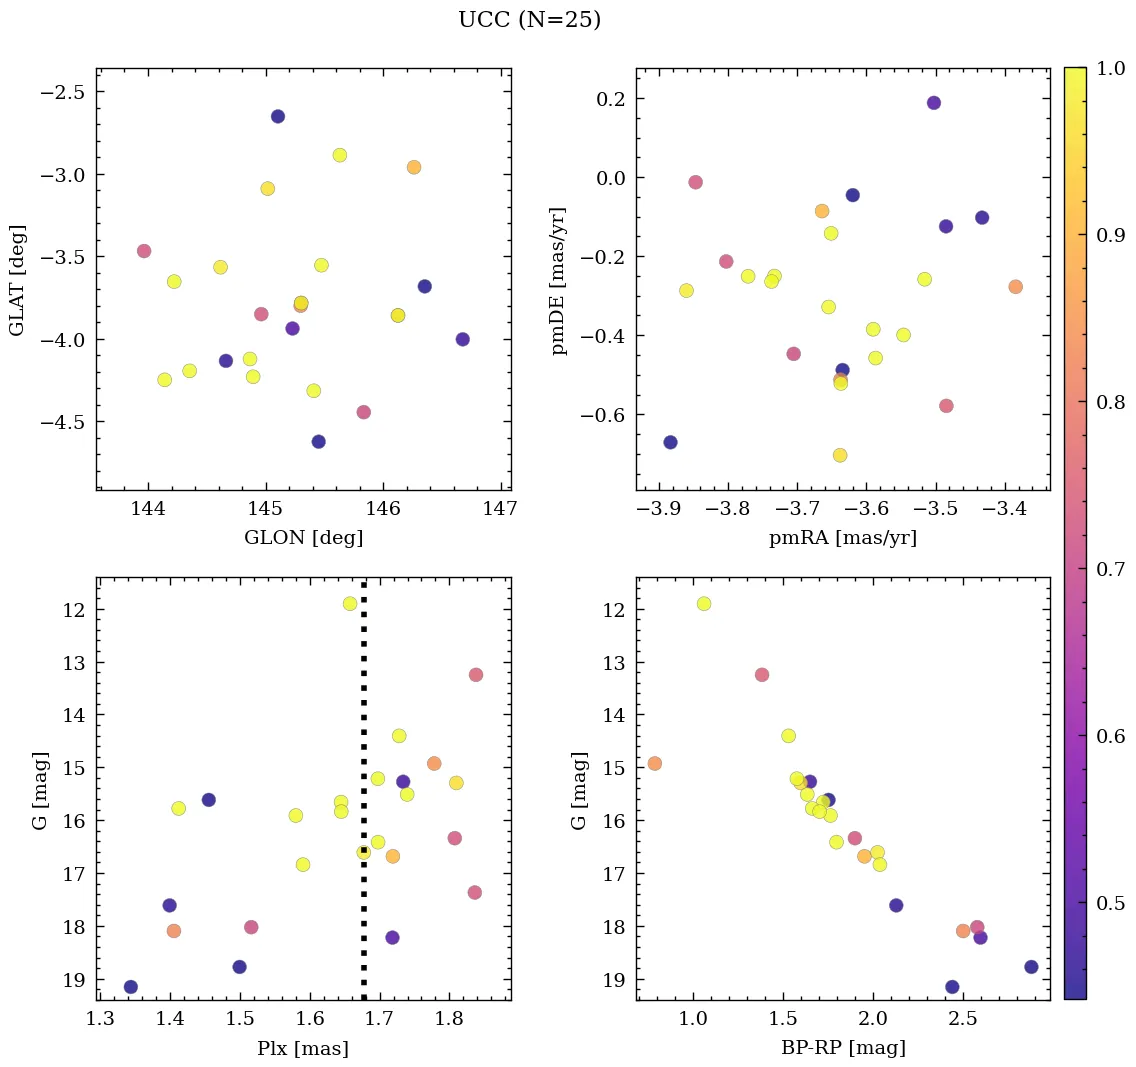 UCC (N=25)
−2.5
−3.0
−3.5
−4.0
−4.5
GLAT [deg]
144 145 146 147
GLON [deg]
0.2
0.0
−0.2
−0.4
−0.6
pmDE [mas/yr]
−3.9 −3.8 −3.7 −3.6 −3.5 −3.4
pmRA [mas/yr]
1.0
0.9
0.8
0.7
0.6
0.5
12
13
14
15
16
17
18
19
G [mag]
1.3 1.4 1.5 1.6 1.7 1.8
Plx [mas]
12
13
14
15
16
17
18
19
G [mag]
1.0 1.5 2.0 2.5
BP-RP [mag]